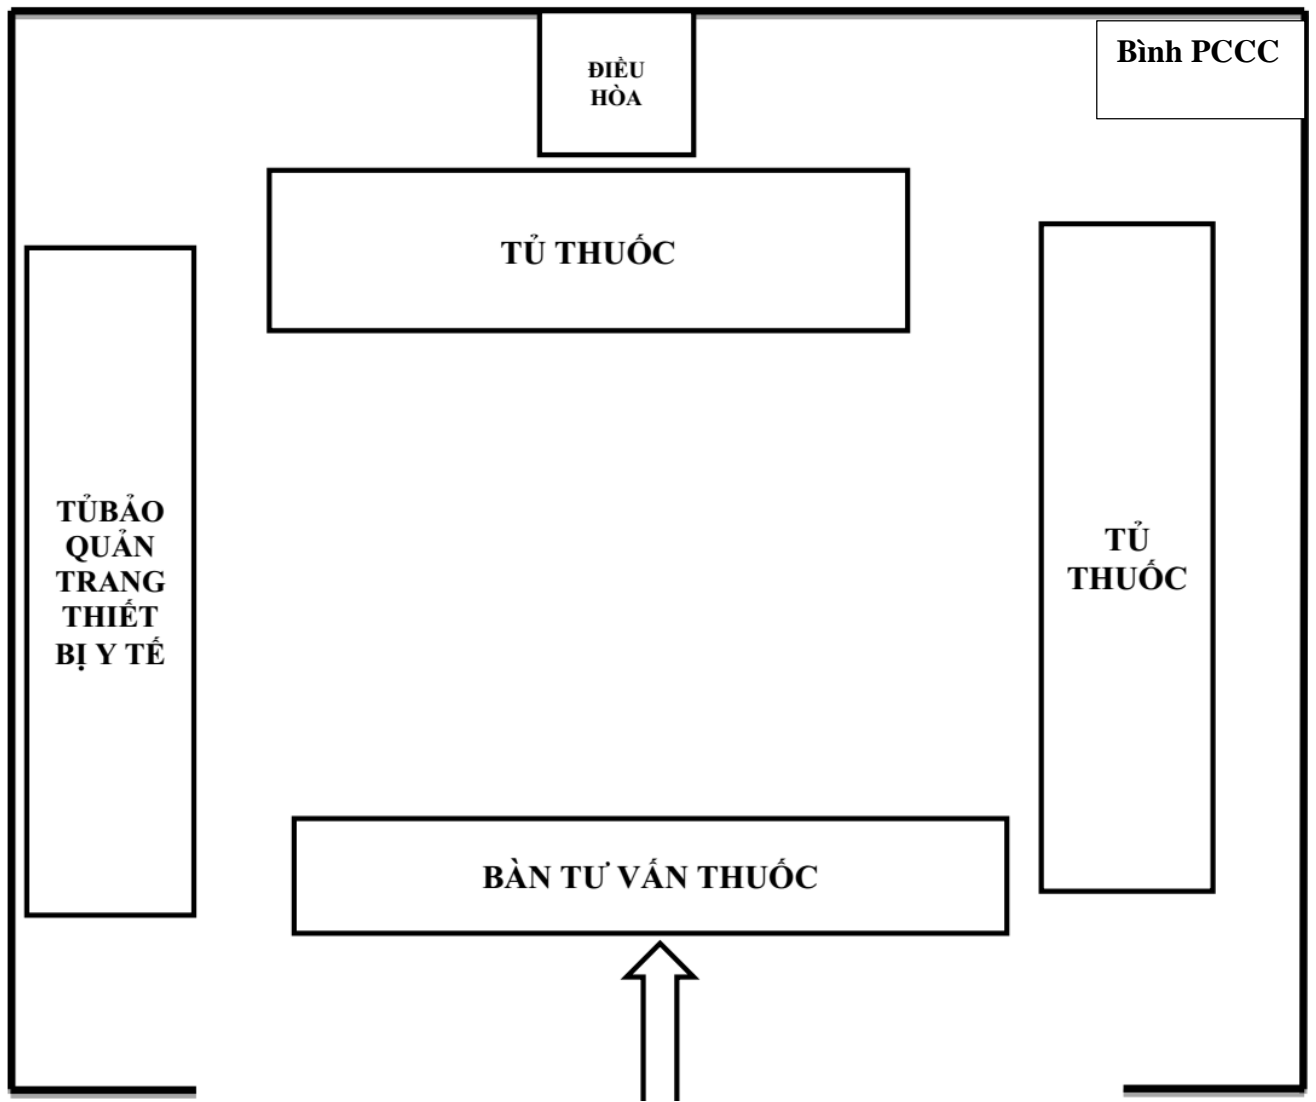 ĐIỀU
HÒA
Bình PCCC
TỦ THUỐC
TỦBẢO
QUẢN
TRANG
THIẾT
BỊ Y TẾ
TỦ
THUỐC
BÀN TƯ VẤN THUỐC